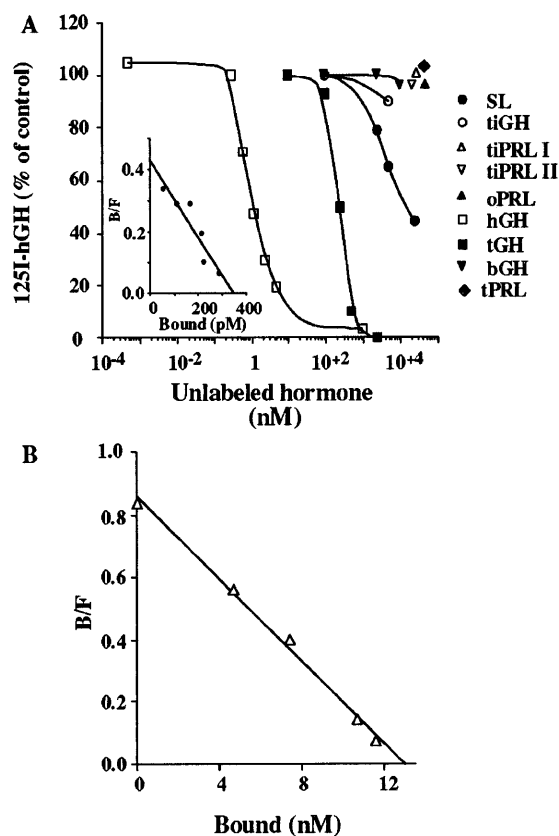 A
125I-hGH (% of control)
120
100
80
60
40
20
0
10-4
10-2
1
10+2
10+4
Unlabeled hormone
(nM)
B/F
0.4
0.2
0.0
0
200
400
Bound (pM)
SL
tiGH
tiPRL I
tiPRL II
oPRL
hGH
tGH
bGH
tPRL
B
B/F
1.0
0.8
0.6
0.4
0.2
0.0
0
4
8
12
Bound (nM)